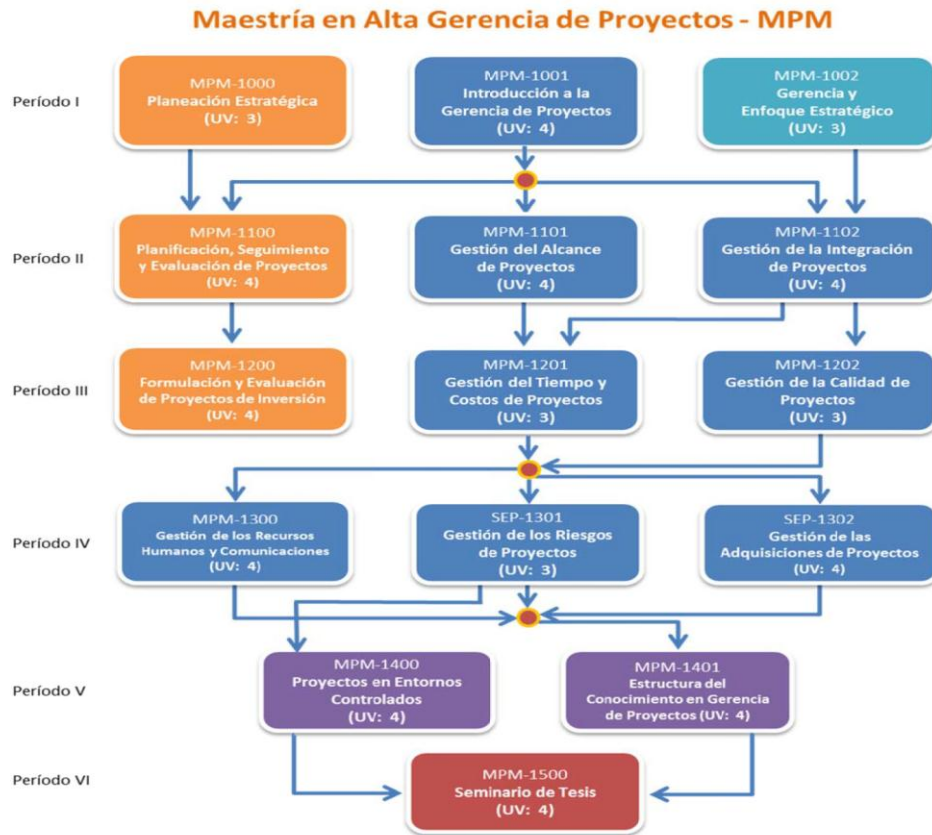 Maestría en Alta Gerencia de Proyectos - MPM
Período I
MPM-1000
Planeación Estratégica
(UV: 3)
MPM-1001
Introducción a la
Gerencia de Proyectos
(UV: 4)
MPM-1002
Gerencia y
Enfoque Estratégico
(UV: 3)
Período II
MPM-1100
Planificación, Seguimiento
y Evaluación de Proyectos
(UV: 4)
MPM-1101
Gestión del Alcance
de Proyectos
(UV: 4)
MPM-1102
Gestión de la Integración
de Proyectos
(UV: 4)
Período III
MPM-1200
Formulación y Evaluación
de Proyectos de Inversión
(UV: 4)
MPM-1201
Gestión del Tiempo y
Costos de Proyectos
(UV: 3)
MPM-1202
Gestión de la Calidad de
Proyectos
(UV: 3)
Período IV
MPM-1300
Gestión de los Recursos
Humanos y Comunicaciones
(UV: 4)
SEP-1301
Gestión de los Riesgos
de Proyectos
(UV: 3)
SEP-1302
Gestión de las
Adquisiciones de Proyectos
(UV: 4)
Período V
MPM-1400
Proyectos en Entornos
Controlados
(UV: 4)
MPM-1401
Estructura del
Conocimiento en Gerencia
de Proyectos (UV: 4)
Período VI
MPM-1500
Seminario de Tesis
(UV: 4)